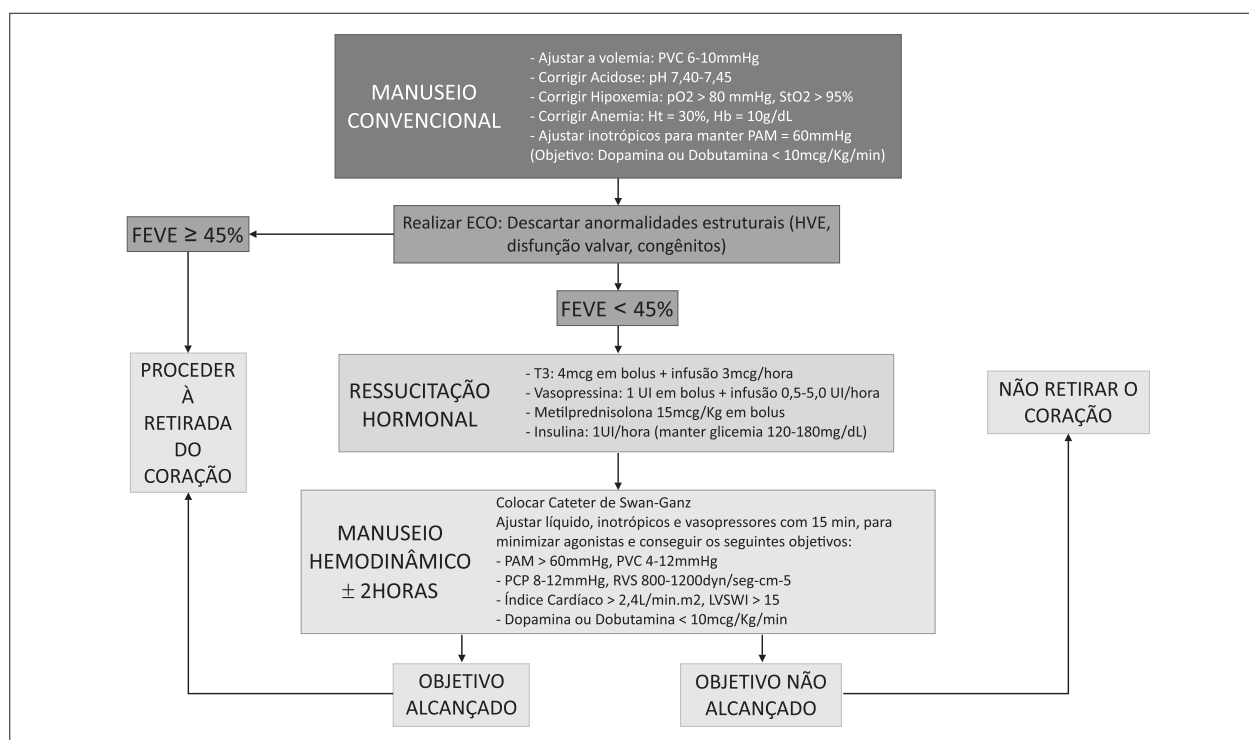 MANUSEIO
CONVENCIONAL
- Ajustar a volemia: PVC 6-10mmHg
- Corrigir Acidose: pH 7,40-7,45
- Corrigir Hipoxemia: pO2 > 80 mmHg, StO2 > 95%
- Corrigir Anemia: Ht = 30%, Hb = 10g/dL
- Ajustar inotrópicos para manter PAM = 60mmHg
(Objetivo: Dopamina ou Dobutamina < 10mcg/Kg/min)
Realizar ECO: Descartar anormalidades estruturais (HVE,
disfunção valvar, congênitos)
FEVE ≥ 45%
FEVE < 45%
PROCEDER
À
RETIRADA
DO
CORAÇÃO
RESSUCITAÇÃO
HORMONAL
- T3: 4mcg em bolus + infusão 3mcg/hora
- Vasopressina: 1 UI em bolus + infusão 0,5-5,0 UI/hora
- Metilprednisolona 15mcg/Kg em bolus
- Insulina: 1UI/hora (manter glicemia 120-180mg/dL)
NÃO RETIRAR O
CORAÇÃO
MANUSEIO
HEMODINÂMICO
± 2HORAS
Colocar Cateter de Swan-Ganz
Ajustar líquido, inotrópicos e vasopressores com 15 min, para
minimizar agonistas e conseguir os seguintes objetivos:
- PAM > 60mmHg, PVC 4-12mmHg
- PCP 8-12mmHg, RVS 800-1200dyn/seg-cm-5
- Índice Cardíaco > 2,4L/min.m2, LVSWI > 15
- Dopamina ou Dobutamina < 10mcg/Kg/min
OBJETIVO
ALCANÇADO
OBJETIVO NÃO
ALCANÇADO